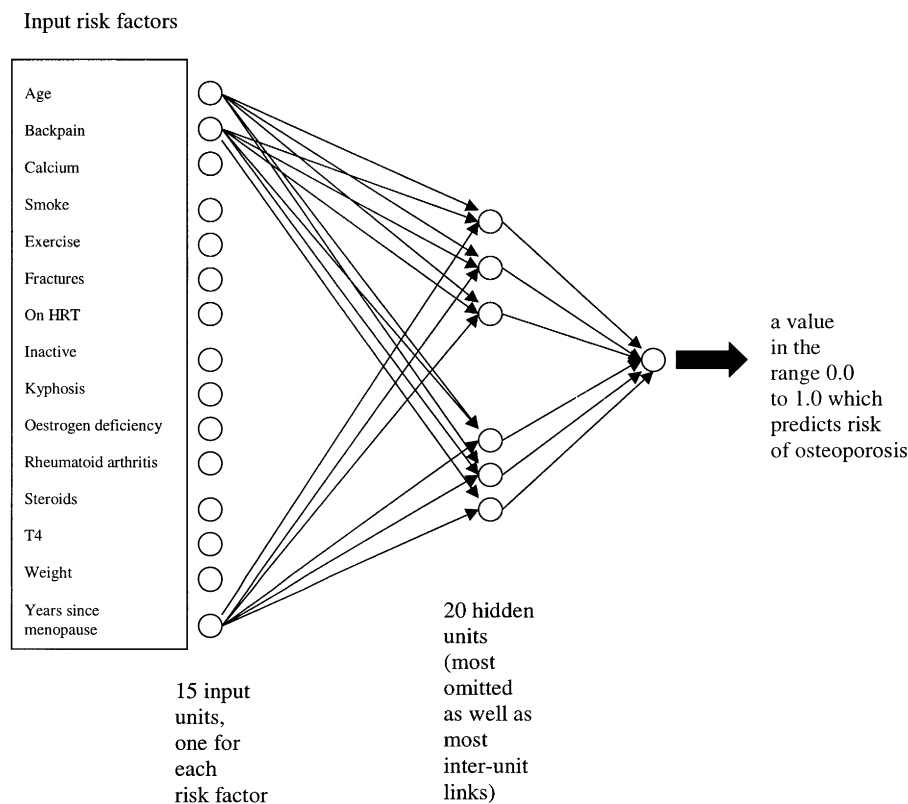 Input risk factors
Age
Backpain
Calcium
Smoke
Exercise
Fractures
On HRT
Inactive
Kyphosis
Oestrogen deficiency
Rheumatoid arthritis
Steroids
T4
Weight
Years since
menopause
15 input
units,
one for
each
risk factor
20 hidden
units
(most
omitted
as well as
most
inter-unit
links)
a value
in the
range 0.0
to 1.0 which
predicts risk
of osteoporosis